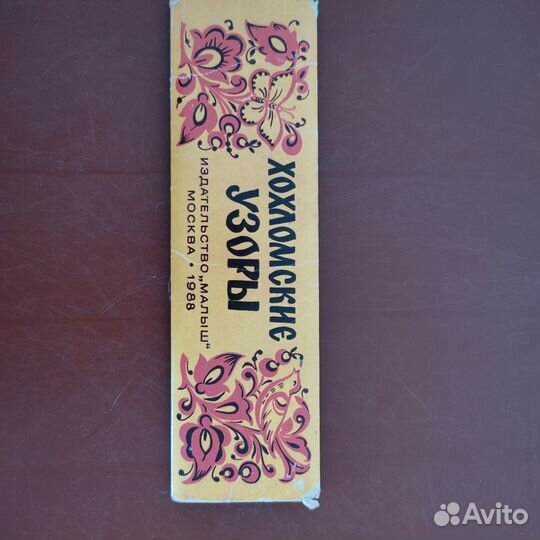 ХОХЛОМСКИЕ
УЗОРЫ
ИЗДАТЕЛЬСТВО „МАЛЫШ“
МОСКВА • 1988
Avito